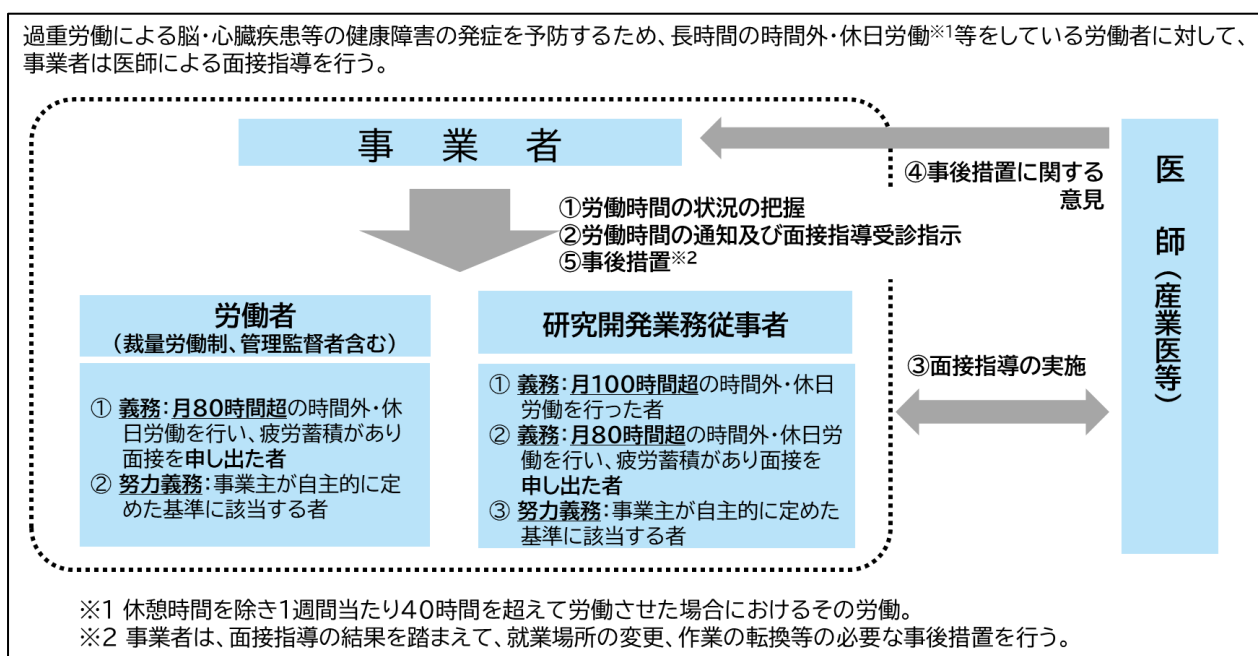 過重労働による脳・心臓疾患等の健康障害の発症を予防するため、長時間の時間外・休日労働※1等をしている労働者に対して、
事業者は医師による面接指導を行う。
事　業　者
④事後措置に関する
意見
①労働時間の状況の把握
②労働時間の通知及び面接指導受診指示
⑤事後措置※2
労働者
(裁量労働制、管理監督者含む)
① 義務:月80時間超の時間外・休
日労働を行い、疲労蓄積があり
面接を申し出た者
② 努力義務:事業主が自主的に定
めた基準に該当する者
研究開発業務従事者
① 義務:月100時間超の時間外・休日
労働を行った者
② 義務:月80時間超の時間外・休日労
働を行い、疲労蓄積があり面接を
申し出た者
③ 努力義務:事業主が自主的に定めた
基準に該当する者
③面接指導の実施
医　師(産業医等)
※1 休憩時間を除き1週間当たり40時間を超えて労働させた場合におけるその労働。
※2 事業者は、面接指導の結果を踏まえて、就業場所の変更、作業の転換等の必要な事後措置を行う。